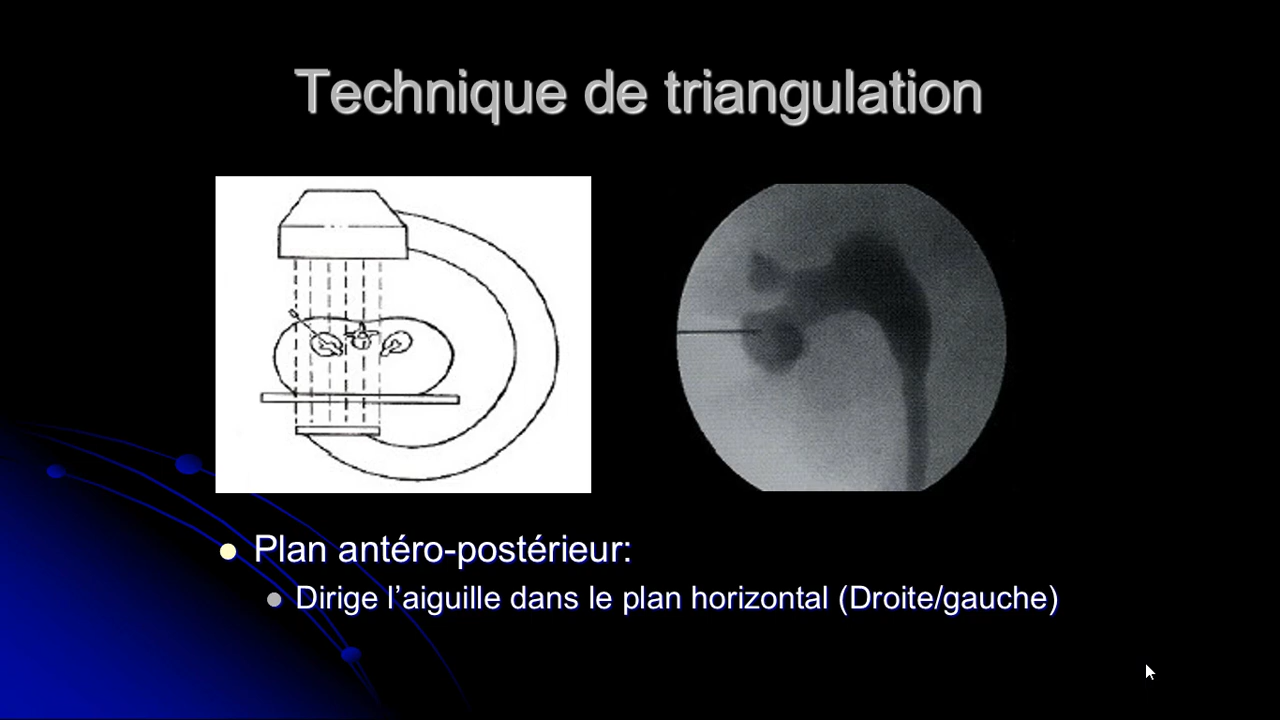 Technique de triangulation
Plan antéro-postérieur:
Dirige l’aiguille dans le plan horizontal (Droite/gauche)